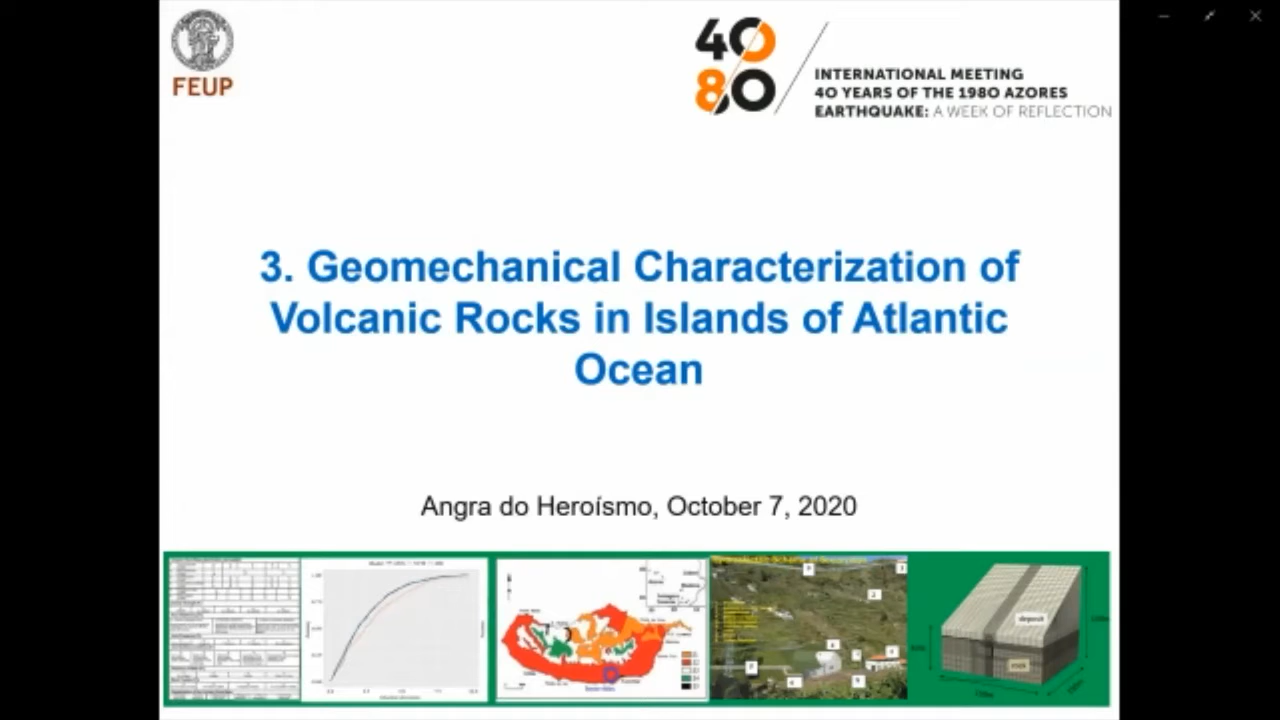 FEUP
40
80
INTERNATIONAL MEETING
40 YEARS OF THE 1980 AZORES
EARTHQUAKE: A WEEK OF REFLECTION
3. Geomechanical Characterization of
Volcanic Rocks in Islands of Atlantic
Ocean
Angra do Heroísmo, October 7, 2020
deposit